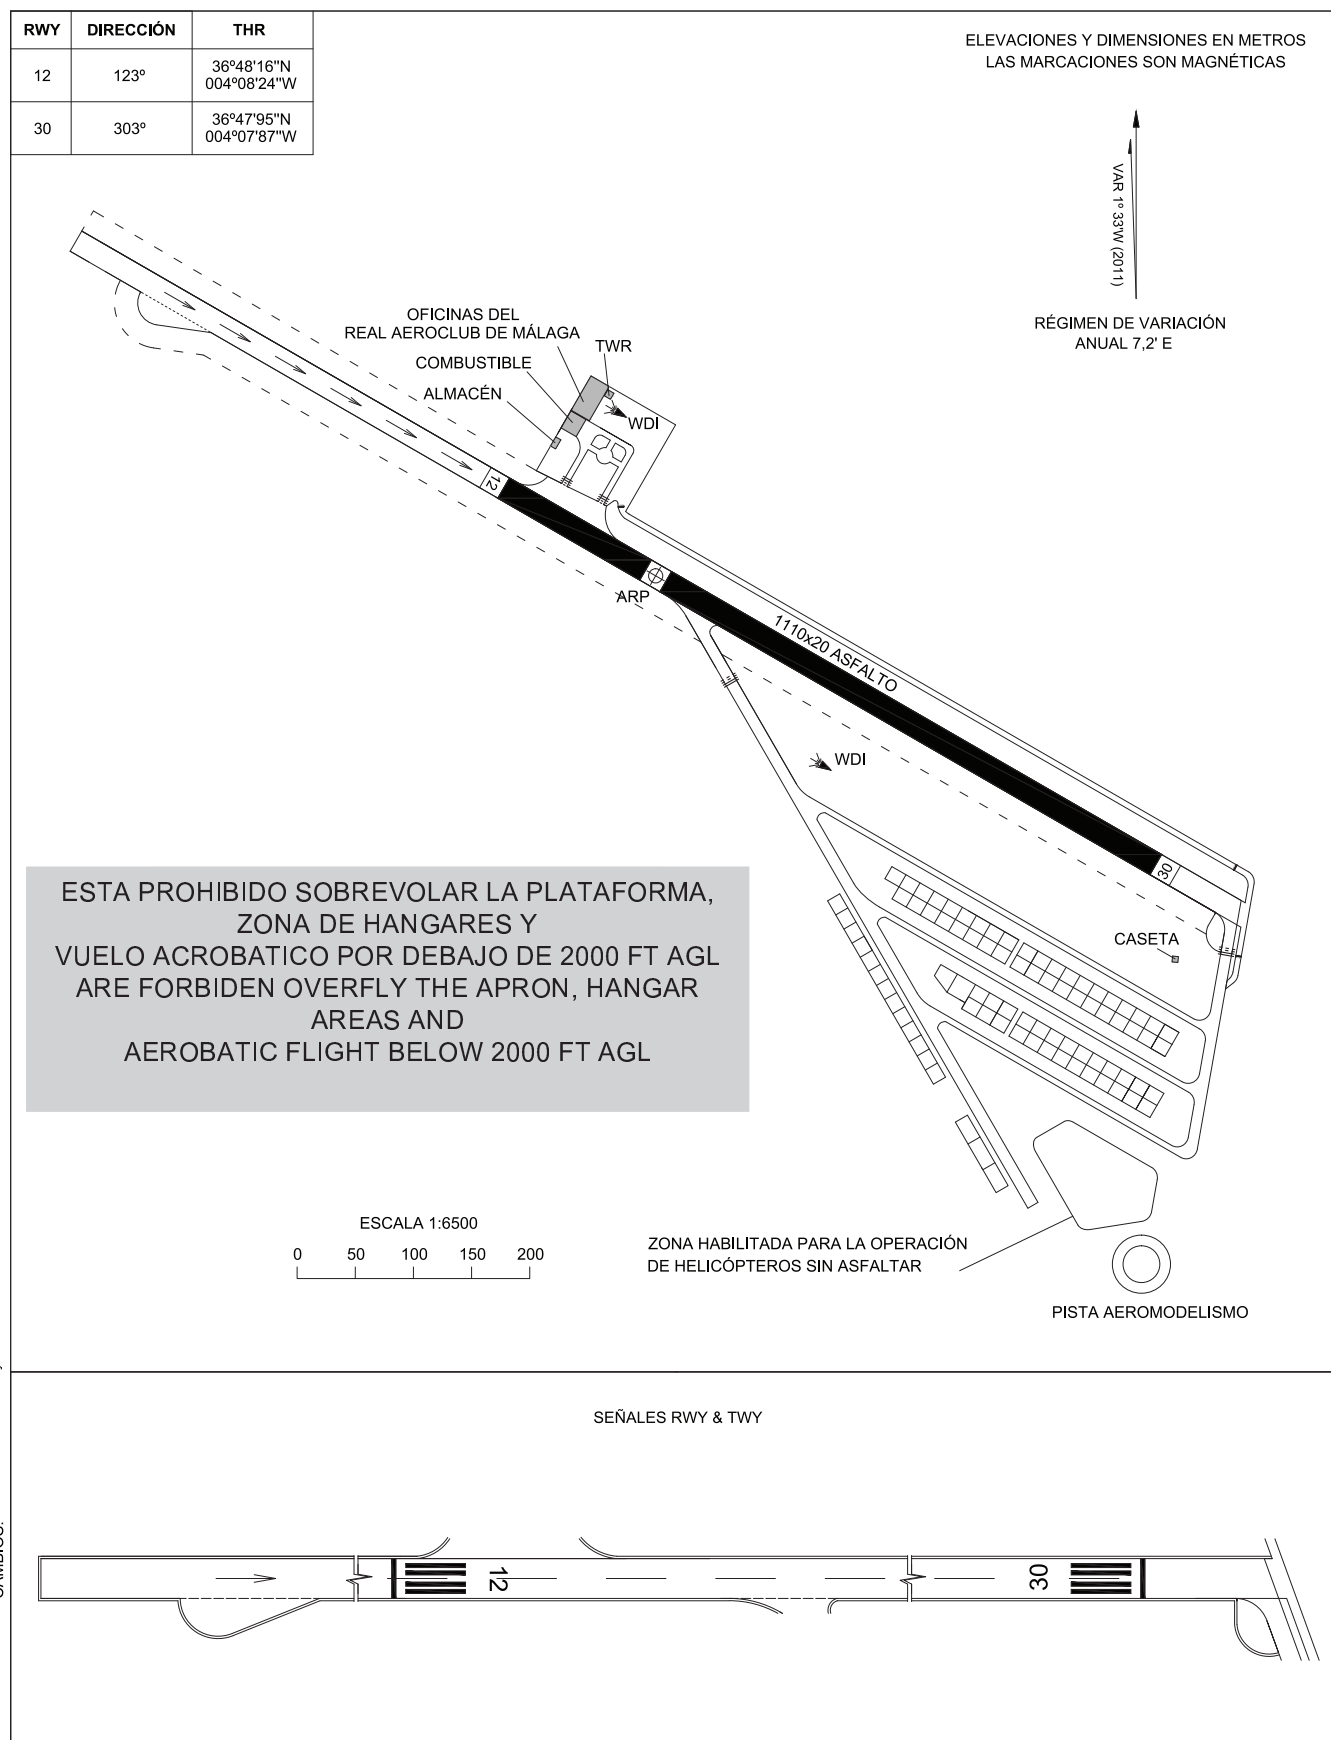 RWY DIRECCIÓN THR
12 123º 36º48'16"N 004º08'24"W
30 303º 36º47'95"N 004º07'87"W
ELEVACIONES Y DIMENSIONES EN METROS
LAS MARCACIONES SON MAGNÉTICAS
VAR 1º 33'W (2011)
RÉGIMEN DE VARIACIÓN
ANUAL 7,2' E
OFICINAS DEL
REAL AEROCLUB DE MÁLAGA
TWR
COMBUSTIBLE
ALMACÉN
WDI
12
ARP
1110x20 ASFALTO
WDI
30
CASETA
ESTA PROHIBIDO SOBREVOLAR LA PLATAFORMA,
ZONA DE HANGARES Y
VUELO ACROBATICO POR DEBAJO DE 2000 FT AGL
ARE FORBIDEN OVERFLY THE APRON, HANGAR
AREAS AND
AEROBATIC FLIGHT BELOW 2000 FT AGL
ESCALA 1:6500
0 50 100 150 200
ZONA HABILITADA PARA LA OPERACIÓN
DE HELICÓPTEROS SIN ASFALTAR
PISTA AEROMODELISMO
SEÑALES RWY & TWY
12
30